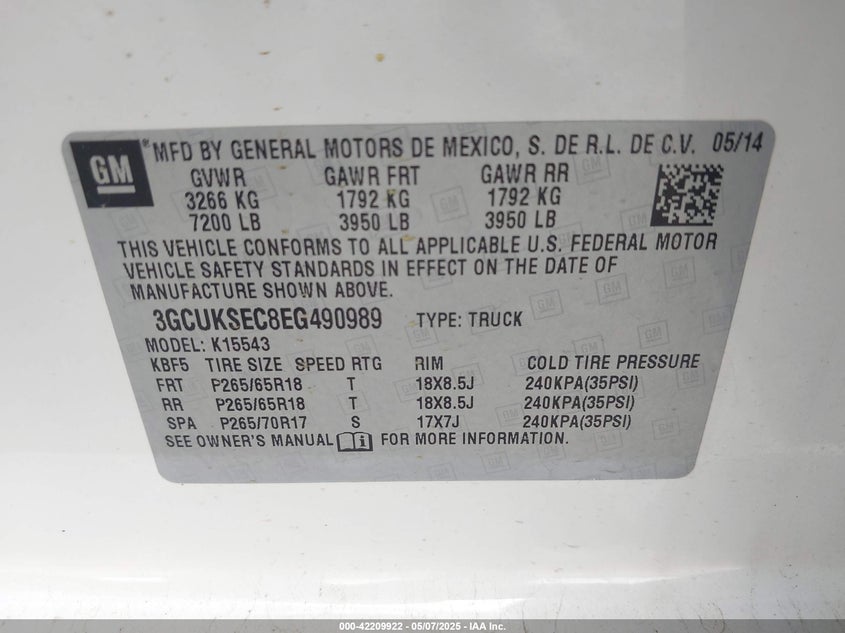 GM ® MFD BY GENERAL MOTORS DE MEXICO, S. DE R.L. DE C.V. 05/14
GVWR GAWR FRT GAWR RR
3266 KG 1792 KG 1792 KG
7200 LB 3950 LB 3950 LB
THIS VEHICLE CONFORMS TO ALL APPLICABLE U.S. FEDERAL MOTOR
VEHICLE SAFETY STANDARDS IN EFFECT ON THE DATE OF
MANUFACTURE SHOWN ABOVE.
3GCUKSEC8EG490989 TYPE: TRUCK
MODEL: K15543
KBF5 TIRE SIZE SPEED RTG RIM COLD TIRE PRESSURE
FRT P265/65R18 T 18X8.5J 240KPA(35PSI)
RR P265/65R18 T 18X8.5J 240KPA(35PSI)
SPA P265/70R17 S 17X7J 240KPA(35PSI)
SEE OWNER'S MANUAL FOR MORE INFORMATION.
000-42209922 - 05/07/2025 - IAA Inc.